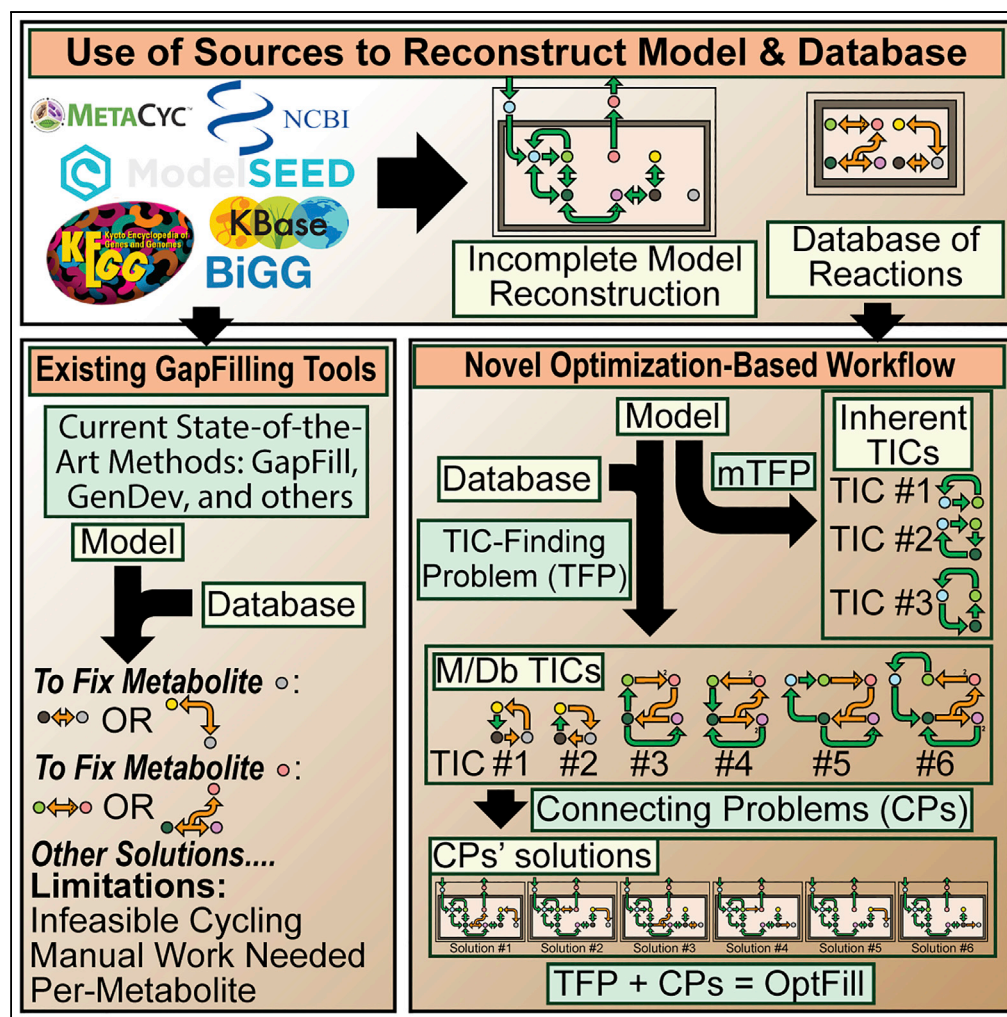 Use of Sources to Reconstruct Model & Database
METACYC™
NCBI
ModelSEED
KEGG
Kyoto Encyclopedia of
Genes and Genomes
KBase
BiGG
Incomplete Model
Reconstruction
Database of
Reactions
Existing GapFilling Tools
Current State-of-the-
Art Methods: GapFill,
GenDev, and others
Model
Database
To Fix Metabolite :
OR
To Fix Metabolite :
OR
Other Solutions....
Limitations:
Infeasible Cycling
Manual Work Needed
Per-Metabolite
Novel Optimization-Based Workflow
Model
Database
mTFP
TIC-Finding
Problem (TFP)
Inherent
TICs
TIC #1
TIC #2
TIC #3
M/Db TICs
2
2
2
2
TIC #1 #2 #3 #4 #5 #6
Connecting Problems (CPs)
CPs' solutions
Solution #1 Solution #2 Solution #3 Solution #4 Solution #5 Solution #6
TFP + CPs = OptFill